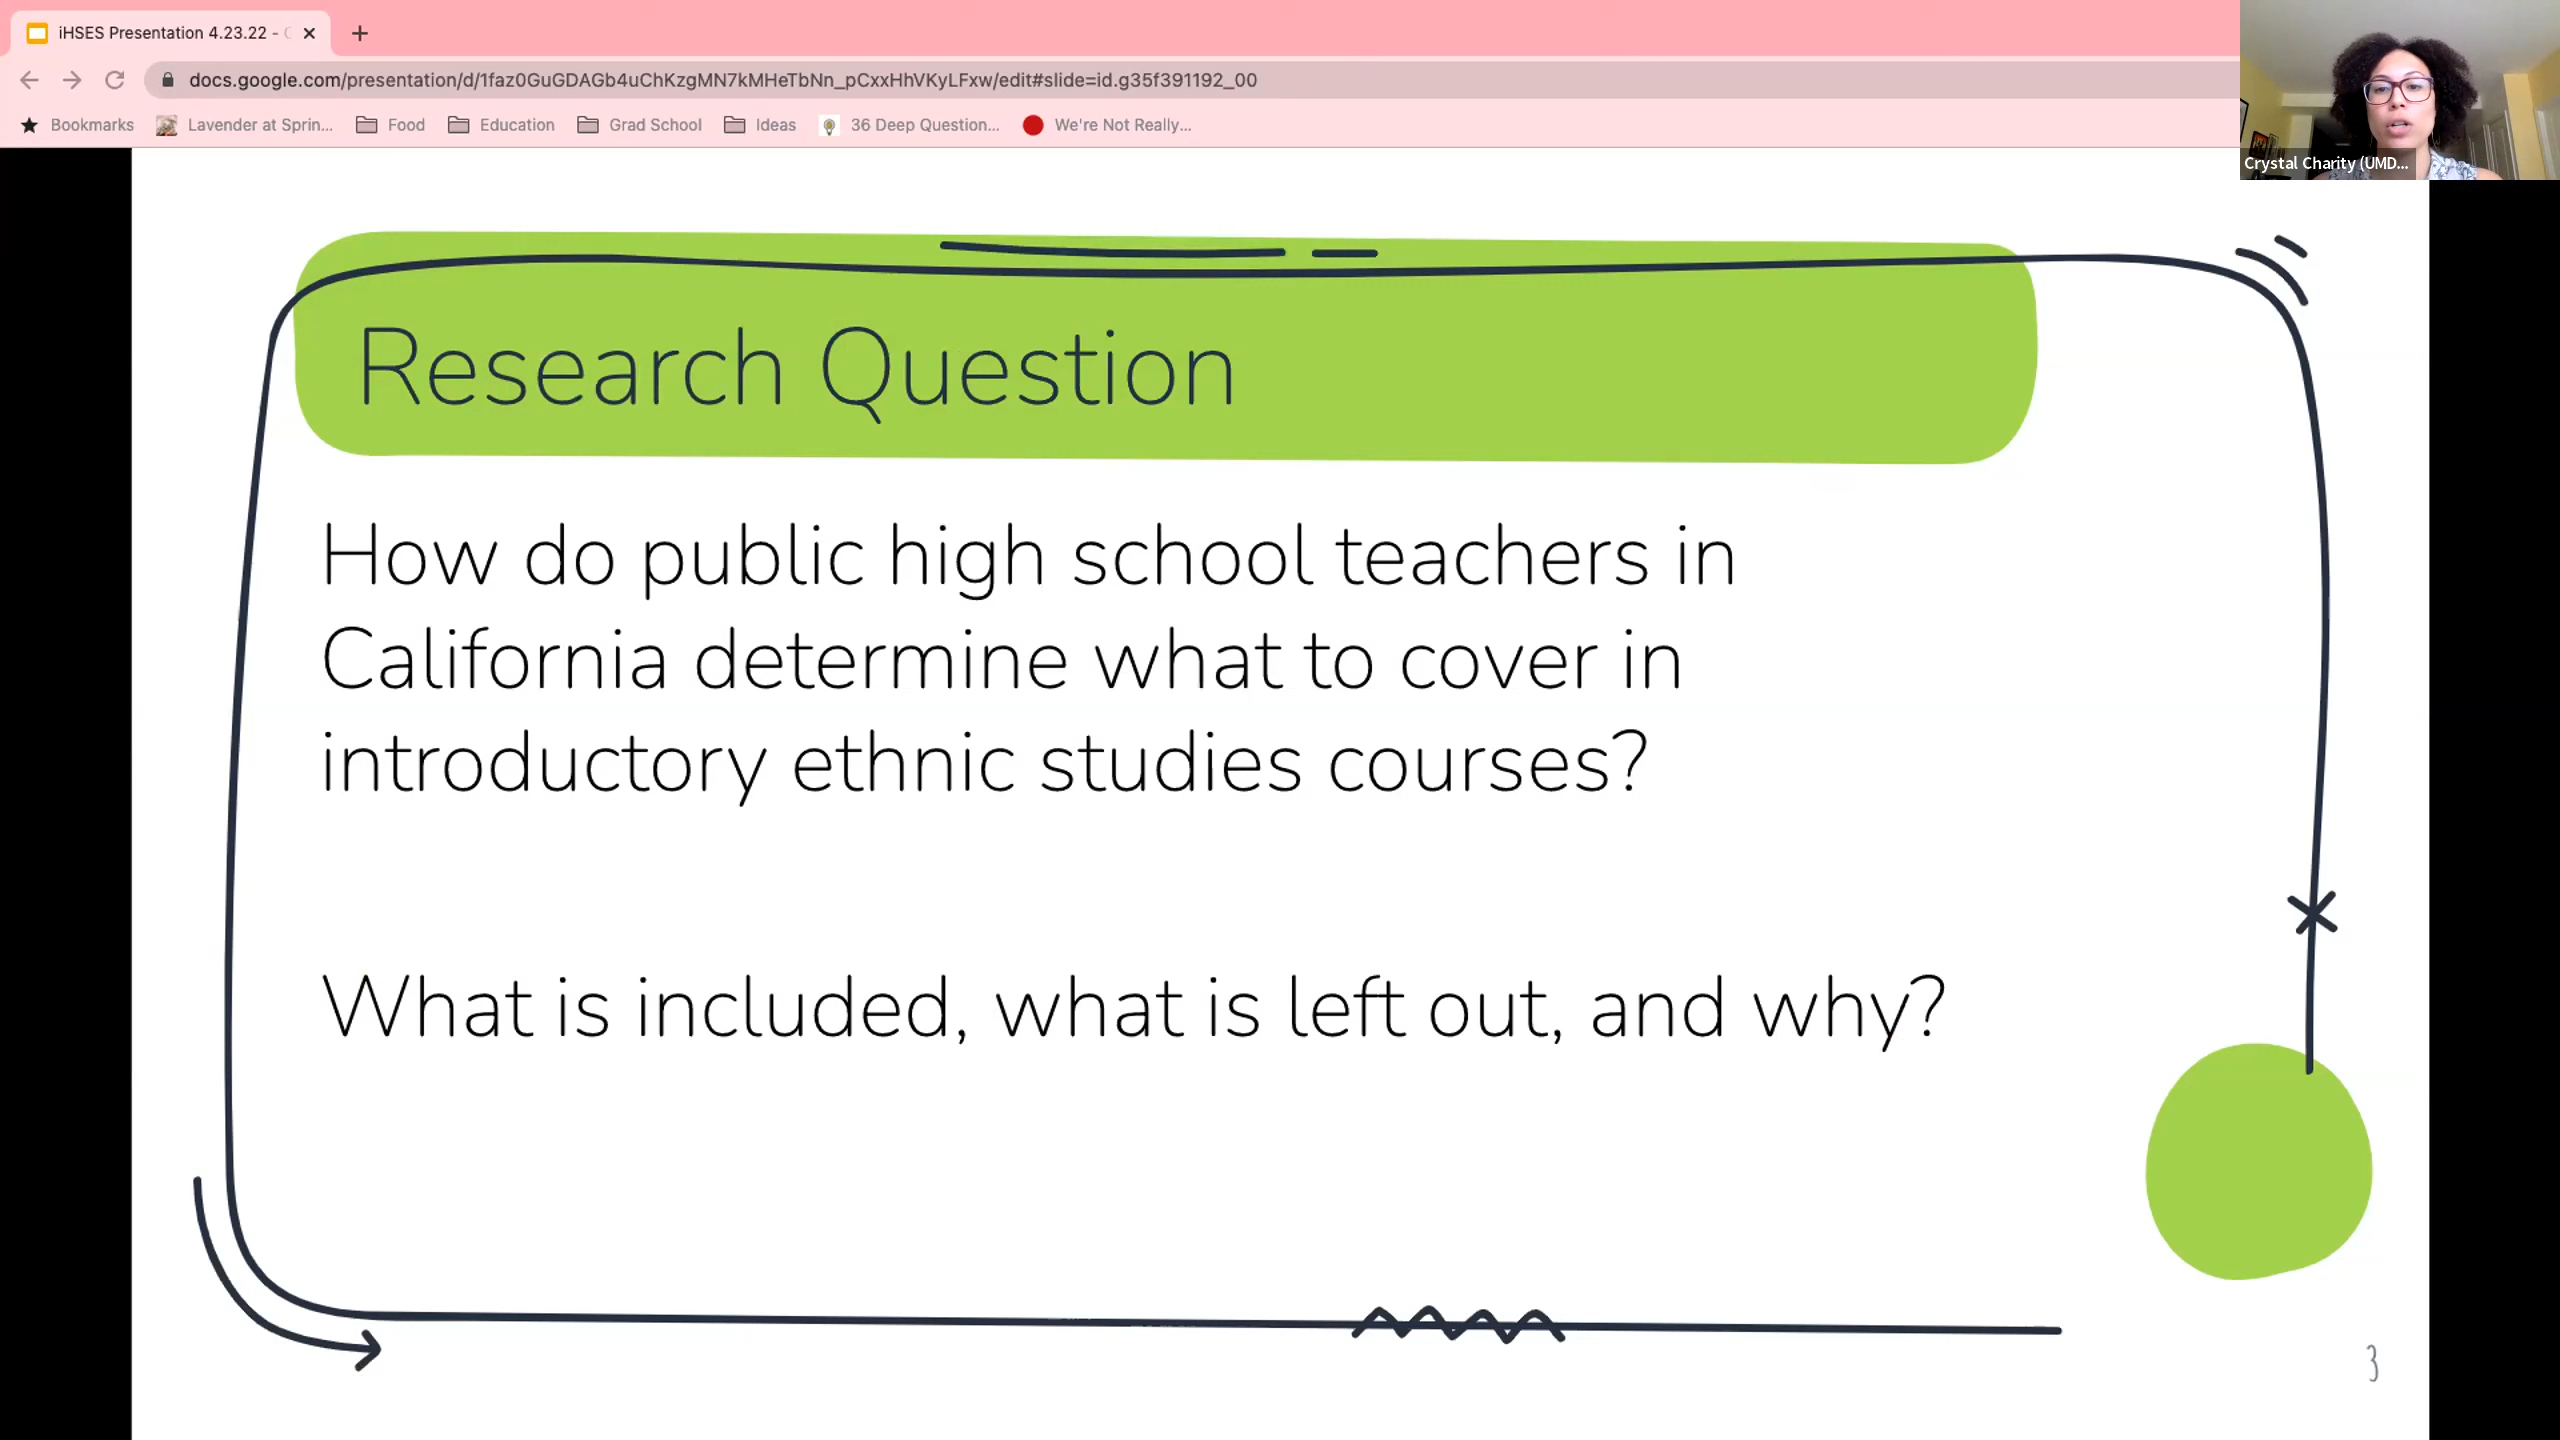 iHSES Presentation 4.23.22 -
docs.google.com/presentation/d/1faz0GuGDAGb4uChKzgMN7kMHeTbNn_pCxxHhVKyLFxw/edit#slide=id.g35f391192_00
Bookmarks Lavender at Sprin... Food Education Grad School Ideas 36 Deep Question... We're Not Really...
Crystal Charity (UMD...
Research Question
How do public high school teachers in
California determine what to cover in
introductory ethnic studies courses?
What is included, what is left out, and why?
3